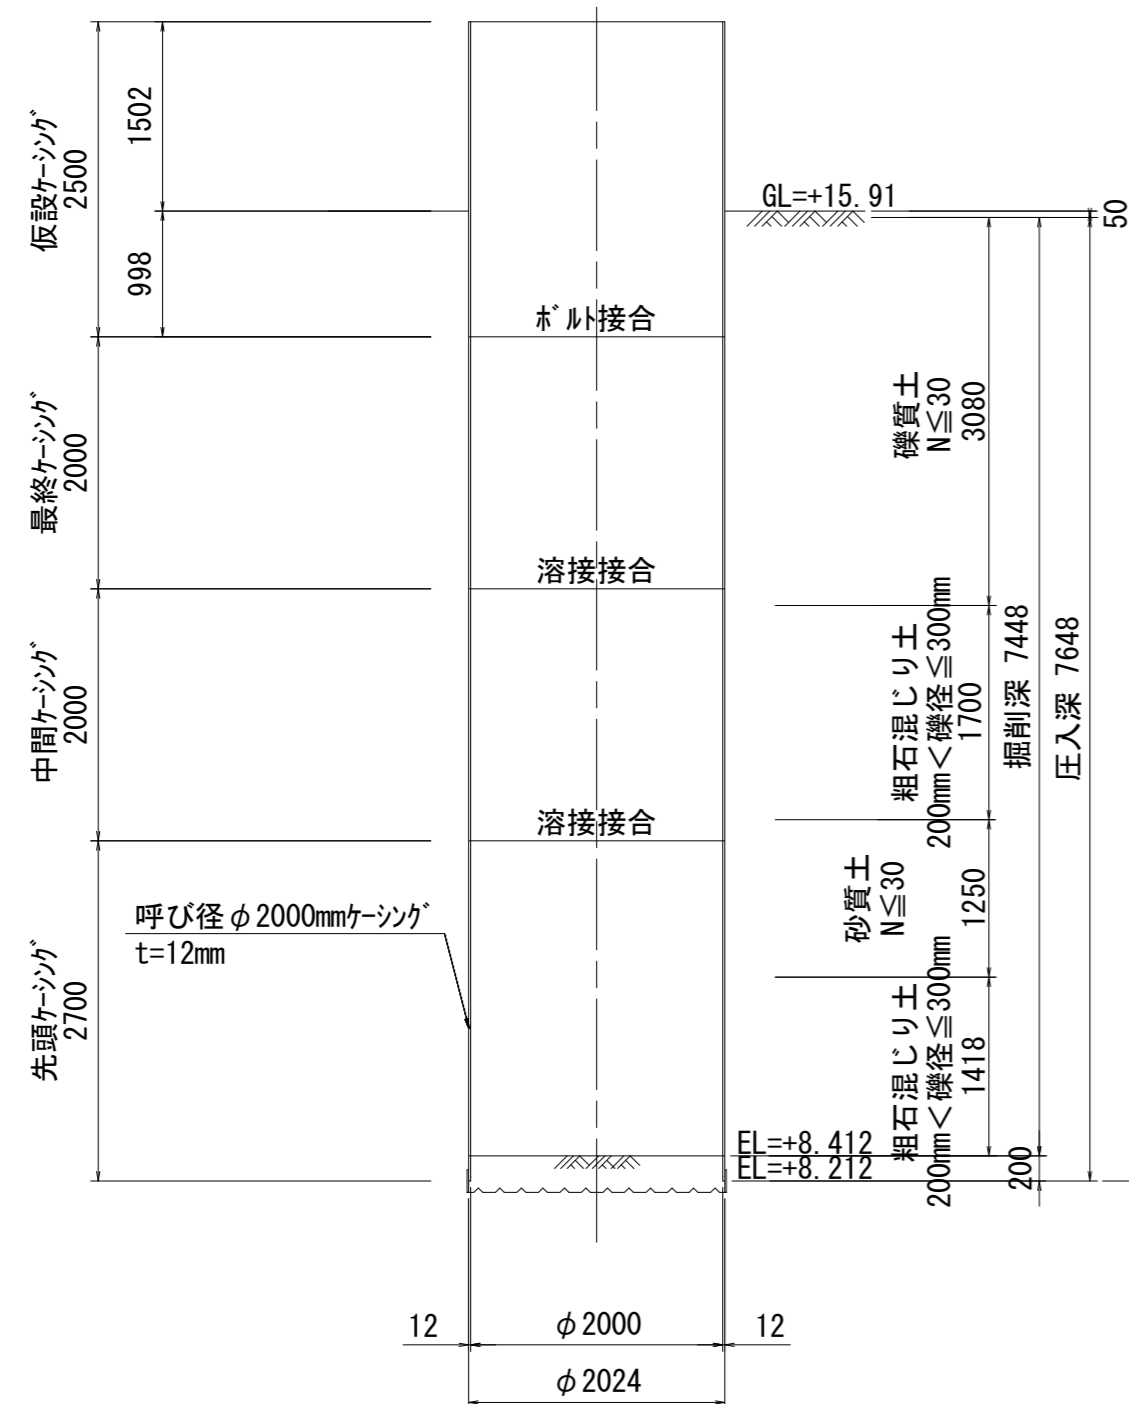 仮設ｹｰｼﾝｸﾞ
2500
1502
998
GL=+15.91
50
ﾎﾞﾙﾄ接合
最終ｹｰｼﾝｸﾞ
2000
礫質土
N≦30
3080
溶接接合
中間ｹｰｼﾝｸﾞ
2000
粗石混じり土
200mm＜礫径≦300mm
1700
掘削深 7448
圧入深 7648
溶接接合
砂質土
N≦30
1250
呼び径φ2000mmｹｰｼﾝｸﾞ
t=12mm
先頭ｹｰｼﾝｸﾞ
2700
粗石混じり土
200mm＜礫径≦300mm
1418
EL=+8.412
EL=+8.212
200
12
φ2000
12
φ2024